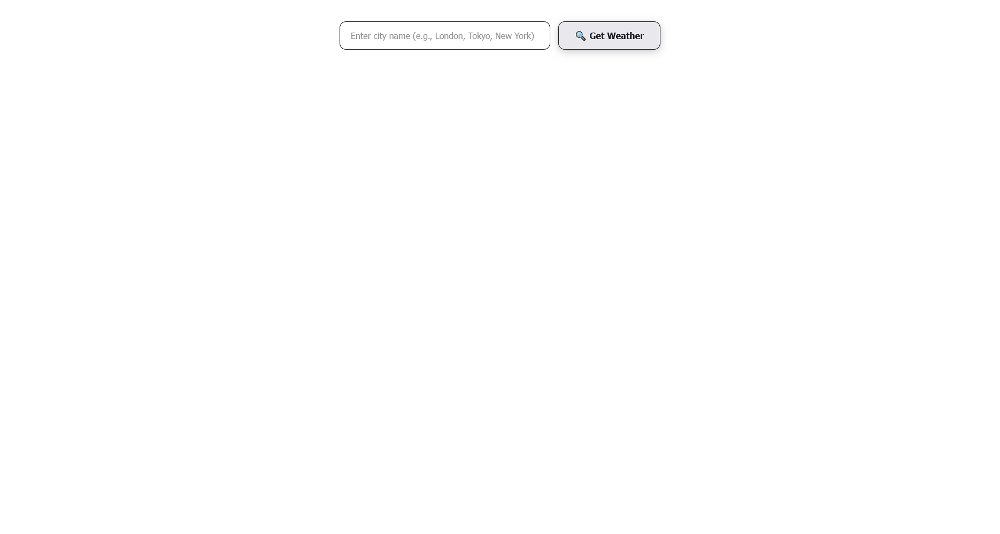 Enter city name (e.g., London, Tokyo, New York)
🔍 Get Weather